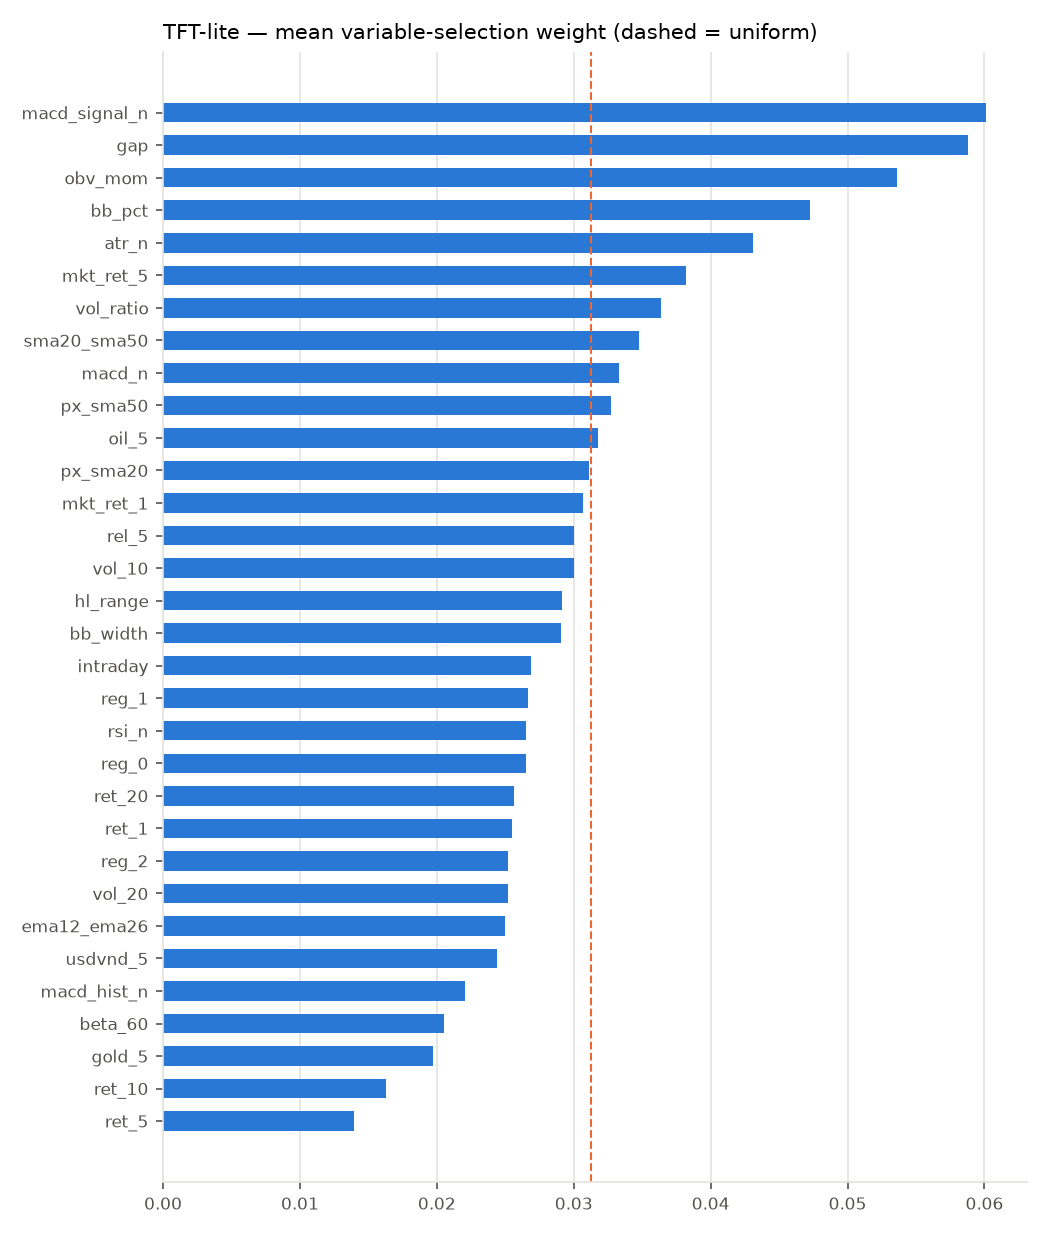 TFT-lite — mean variable-selection weight (dashed = uniform)
macd_signal_n
gap
obv_mom
bb_pct
atr_n
mkt_ret_5
vol_ratio
sma20_sma50
macd_n
px_sma50
oil_5
px_sma20
mkt_ret_1
rel_5
vol_10
hl_range
bb_width
intraday
reg_1
rsi_n
reg_0
ret_20
ret_1
reg_2
vol_20
ema12_ema26
usdvnd_5
macd_hist_n
beta_60
gold_5
ret_10
ret_5
0.00 0.01 0.02 0.03 0.04 0.05 0.06